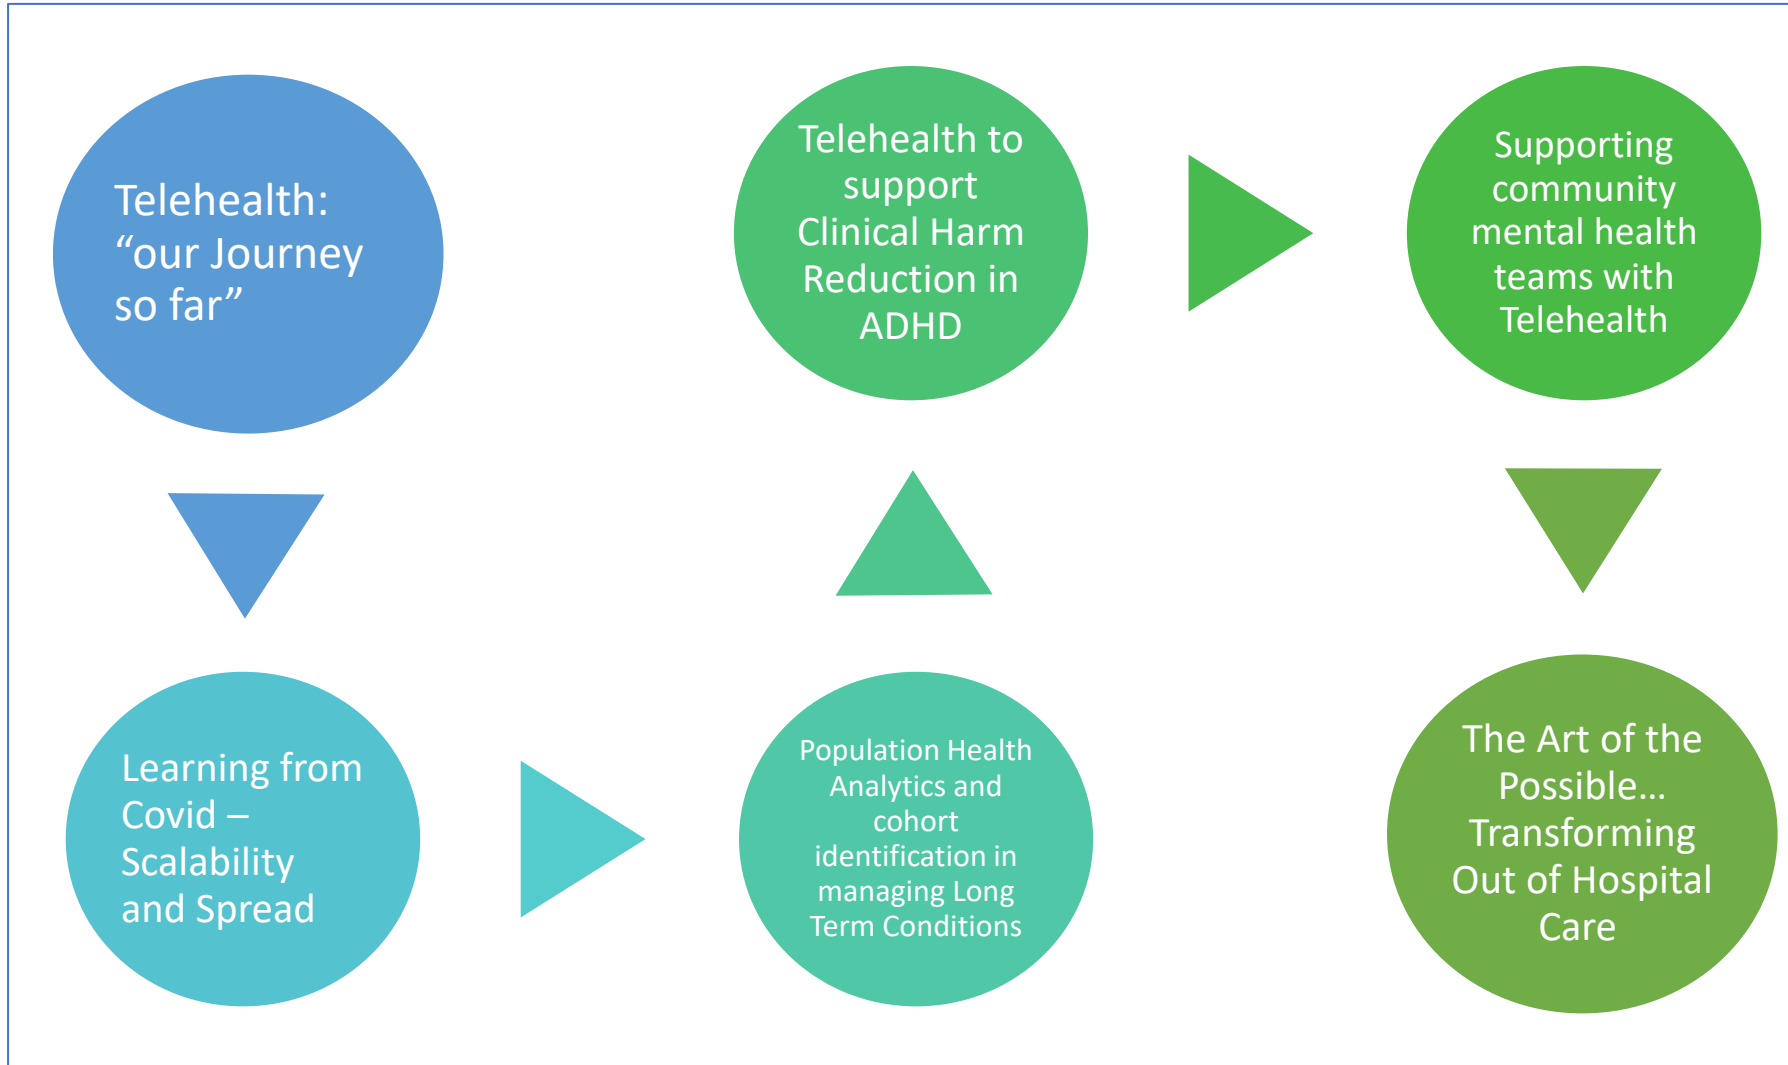 Telehealth:
“our Journey
so far”
Learning from
Covid –
Scalability
and Spread
Population Health
Analytics and
cohort
identification in
managing Long
Term Conditions
Telehealth to
support
Clinical Harm
Reduction in
ADHD
Supporting
community
mental health
teams with
Telehealth
The Art of the
Possible…
Transforming
Out of Hospital
Care